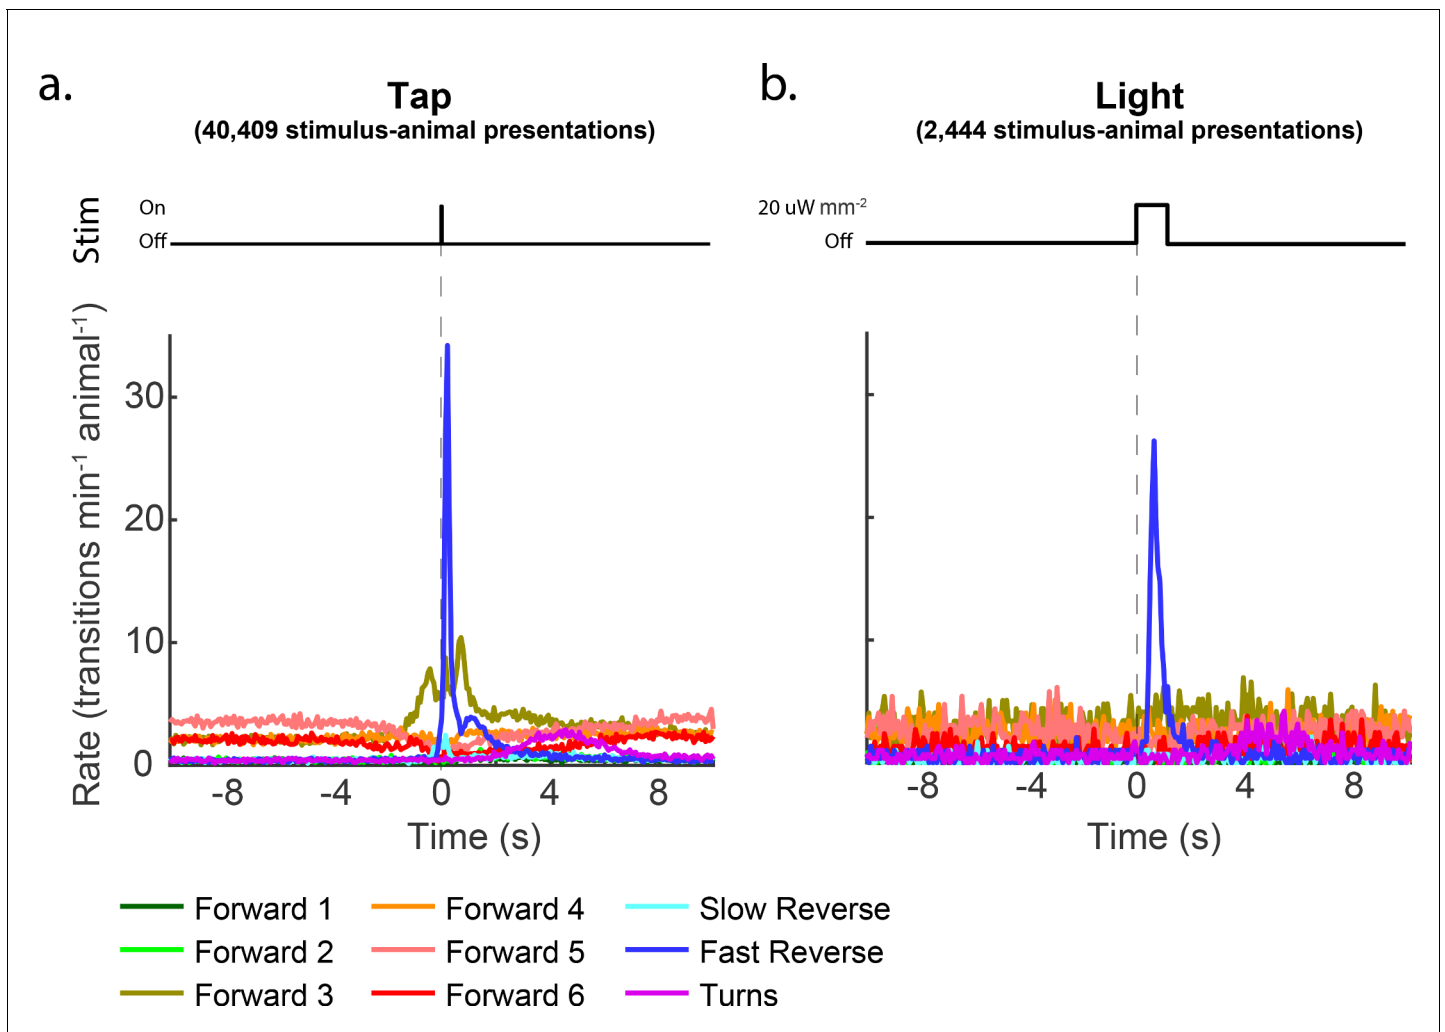 a.
Tap
(40,409 stimulus-animal presentations)
Stim
On
Off
Rate (transitions min-1 animal-1)
30
20
10
0
-8 -4 0 4 8
Time (s)
b.
Light
(2,444 stimulus-animal presentations)
20 uW mm-2
Off
-8 -4 0 4 8
Time (s)
Forward 1 Forward 4 Slow Reverse
Forward 2 Forward 5 Fast Reverse
Forward 3 Forward 6 Turns